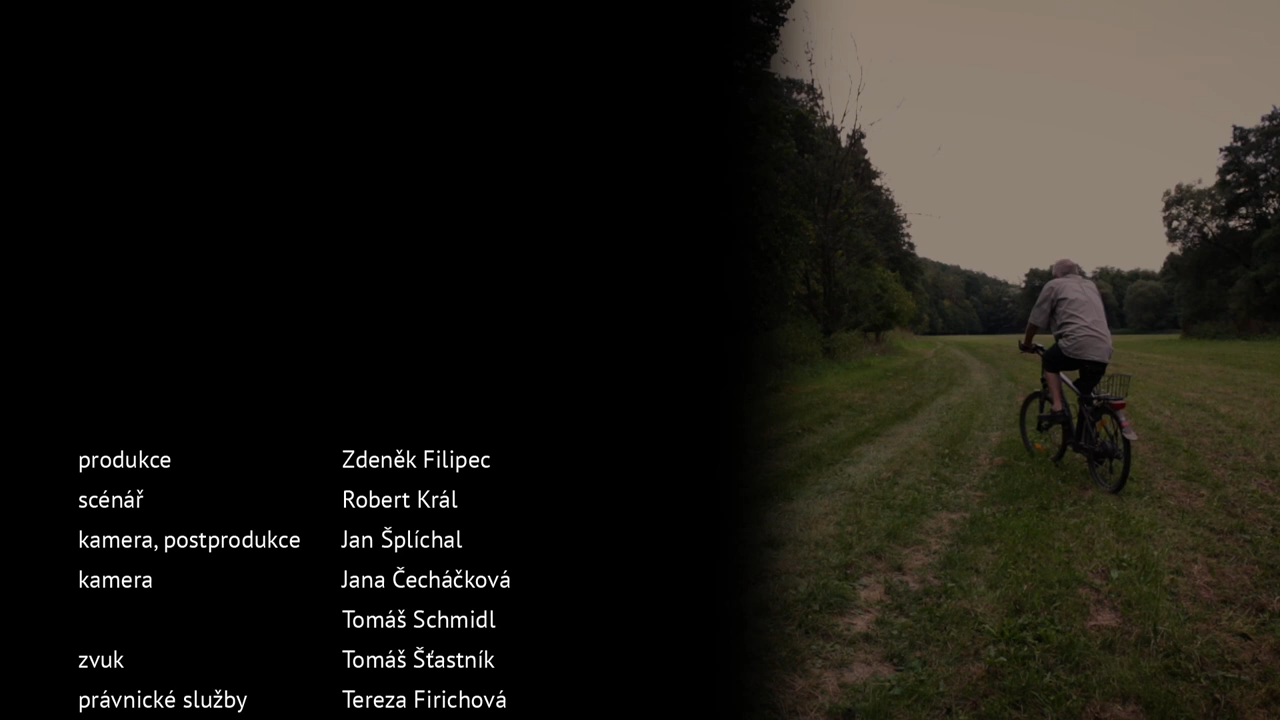 produkce Zdeněk Filipec
scénář Robert Král
kamera, postprodukce Jan Šplíchal
kamera Jana Čecháčková
Tomáš Schmidl
zvuk Tomáš Šťastník
právnické služby Tereza Firichová